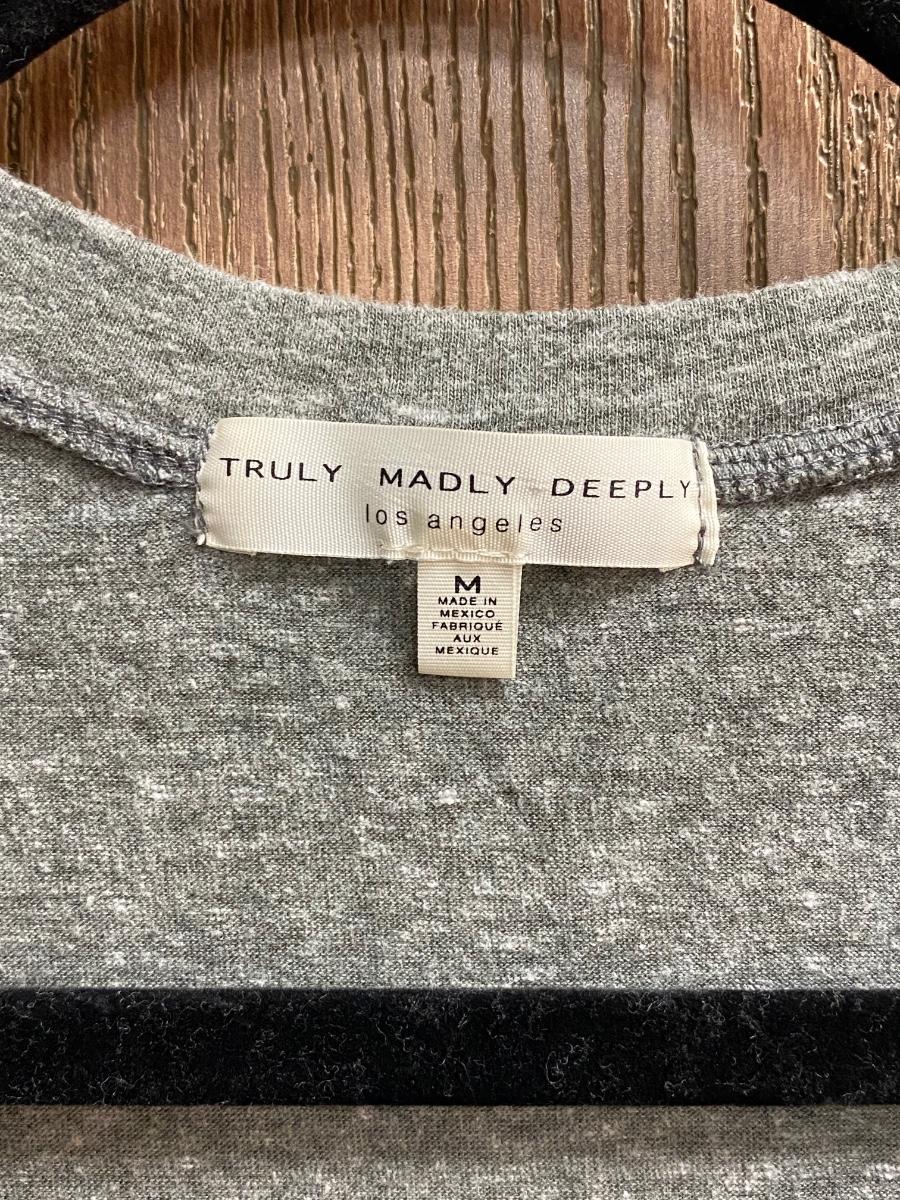 TRULY MADLY DEEPLY
los angeles
M
MADE IN
MEXICO
FABRIQUÉ
AUX
MEXIQUE